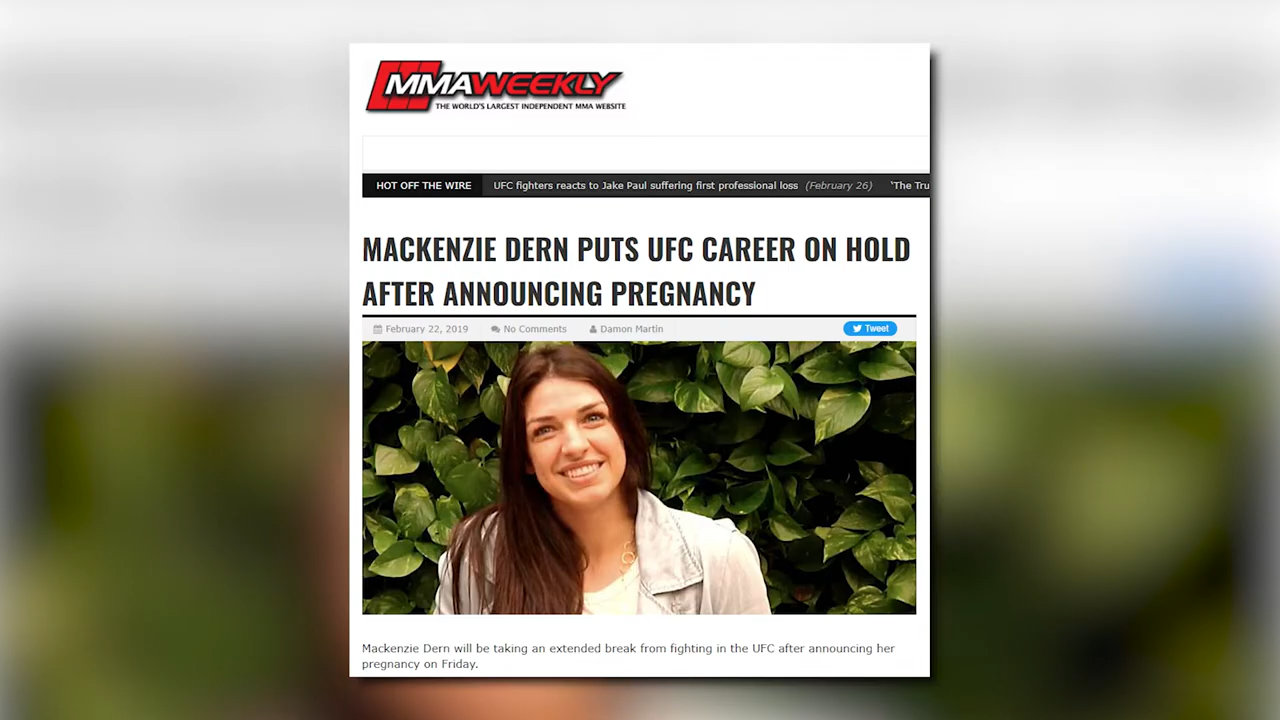 MMAWEEKLY
THE WORLD'S LARGEST INDEPENDENT MMA WEBSITE
HOT OFF THE WIRE UFC fighters reacts to Jake Paul suffering first professional loss (February 26) 'The Tru
MACKENZIE DERN PUTS UFC CAREER ON HOLD
AFTER ANNOUNCING PREGNANCY
February 22, 2019 No Comments Damon Martin Tweet
Mackenzie Dern will be taking an extended break from fighting in the UFC after announcing her
pregnancy on Friday.